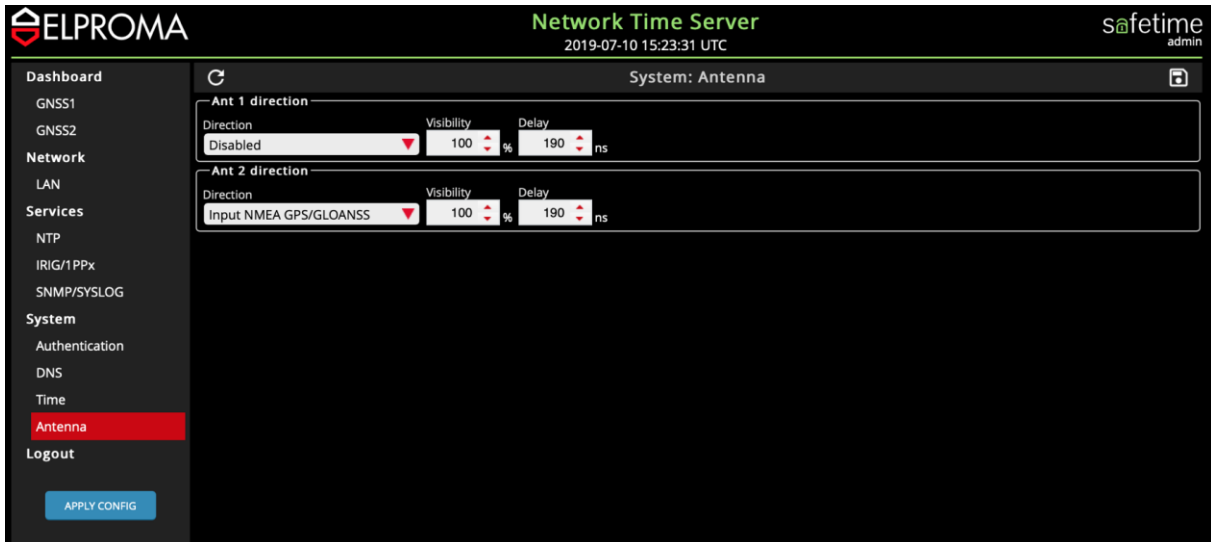 ELPROMA
Network Time Server
2019-07-10 15:23:31 UTC
safetime
admin
Dashboard
GNSS1
GNSS2
Network
LAN
Services
NTP
IRIG/1PPx
SNMP/SYSLOG
System
Authentication
DNS
Time
Antenna
Logout
APPLY CONFIG
System: Antenna
Ant 1 direction
Direction Visibility Delay
Disabled 100 % 190 ns
Ant 2 direction
Direction Visibility Delay
Input NMEA GPS/GLOANSS 100 % 190 ns